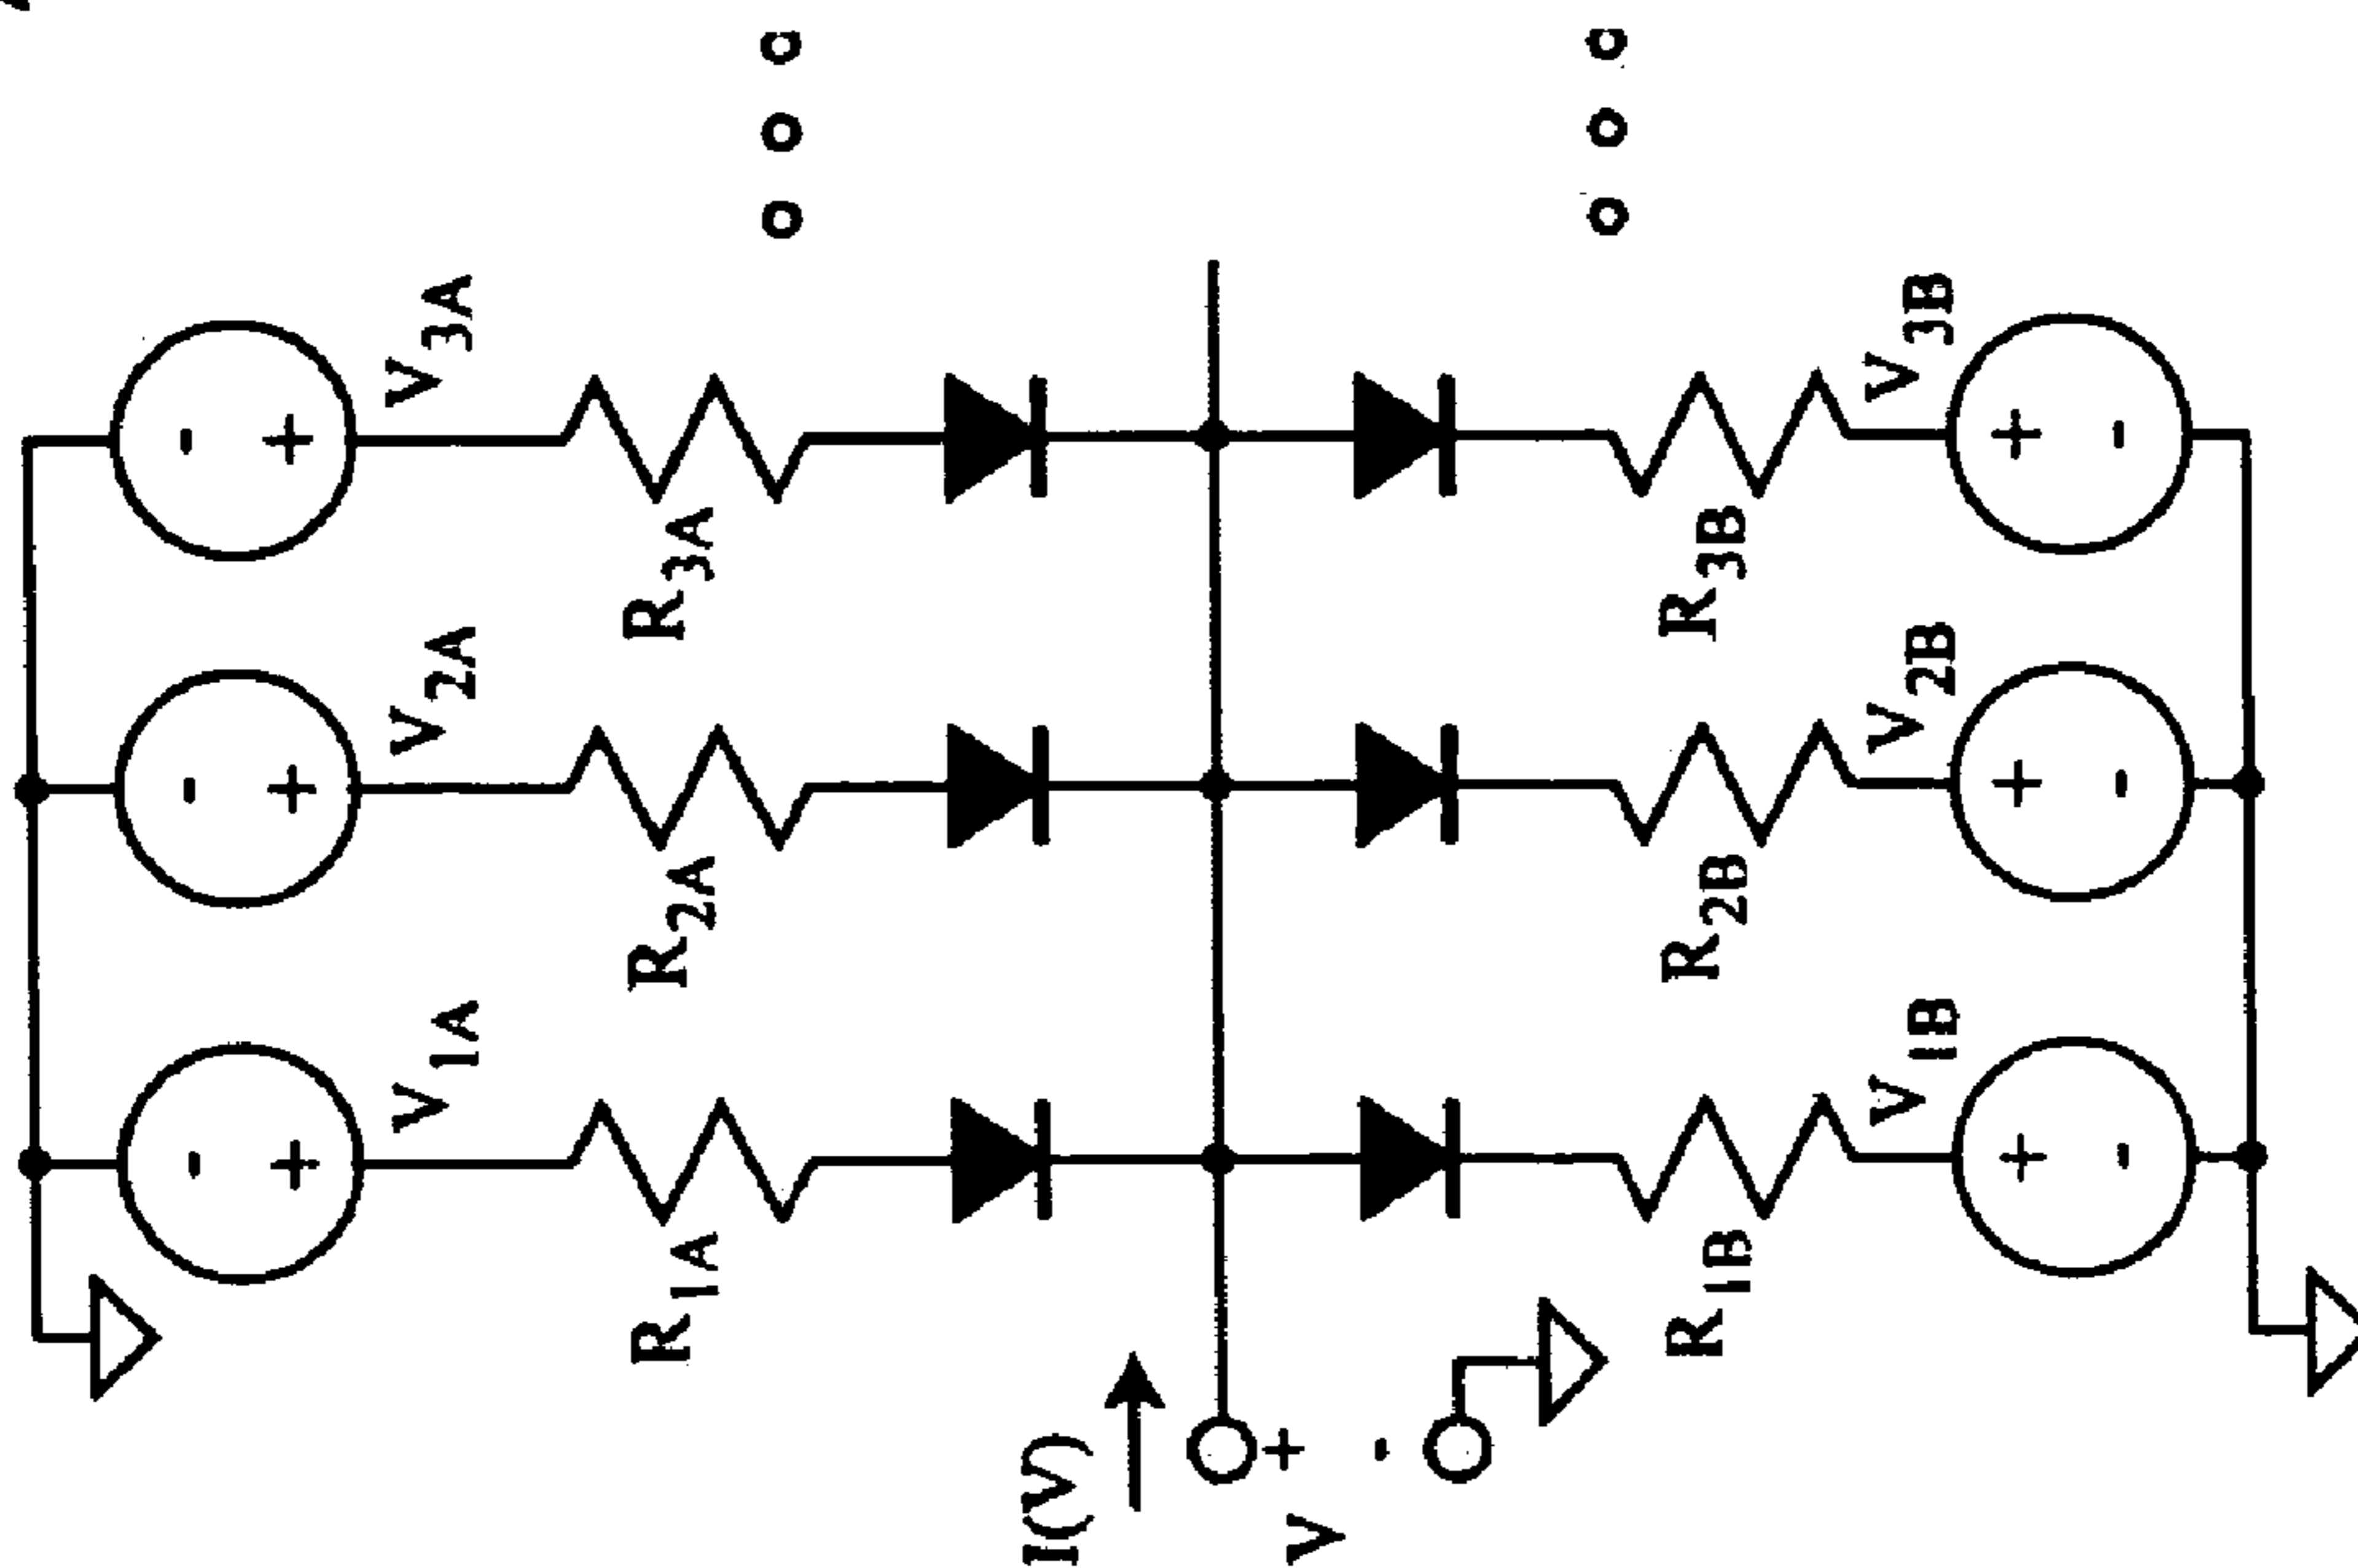 V3A
R3A
V3B
R3B
V2A
R2A
V2B
R2B
V1A
R1A
V1B
R1B
I(V)
V